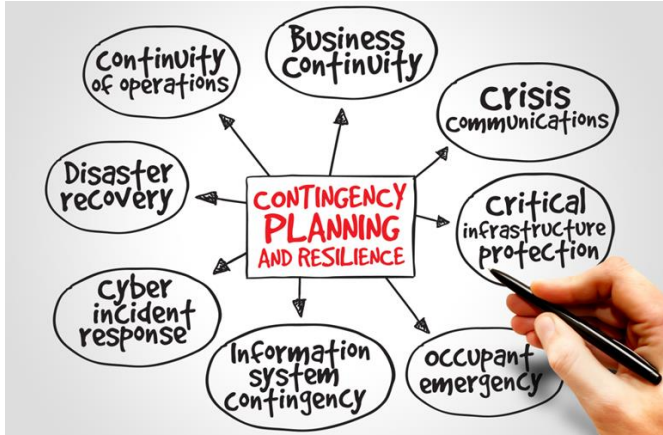 Business
Continuity
Continuity
of operations
Crisis
communications
Disaster
recovery
CONTINGENCY
PLANNING
AND RESILIENCE
Critical
infrastructure
protection
Cyber
incident
response
Information
system
contingency
Occupant
emergency